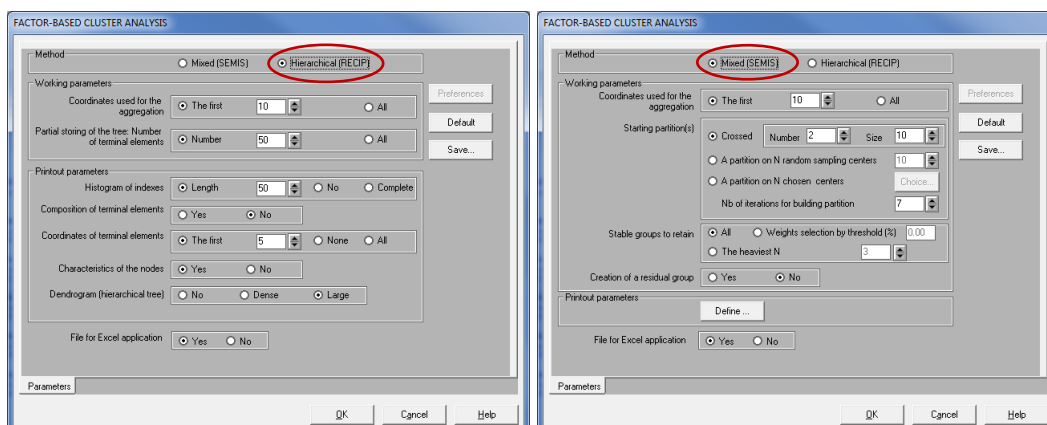 FACTOR-BASED CLUSTER ANALYSIS
Method
Mixed (SEMIS) Hierarchical (RECIP)
Working parameters
Coordinates used for the aggregation The first 10 All
Partial storing of the tree: Number of terminal elements Number 50 All
Printout parameters
Histogram of indexes Length 50 No Complete
Composition of terminal elements Yes No
Coordinates of terminal elements The first 5 None All
Characteristics of the nodes Yes No
Dendrogram (hierarchical tree) No Dense Large
File for Excel application Yes No
Preferences
Default
Save...
Parameters
OK Cancel Help
FACTOR-BASED CLUSTER ANALYSIS
Method
Mixed (SEMIS) Hierarchical (RECIP)
Working parameters
Coordinates used for the aggregation The first 10 All
Starting partition(s) Crossed Number 2 Size 10
A partition on N random sampling centers 10
A partition on N chosen centers Choice...
Nb of iterations for building partition 7
Stable groups to retain All Weights selection by threshold (%) 0.00
The heaviest N 3
Creation of a residual group Yes No
Printout parameters
Define ...
File for Excel application Yes No
Preferences
Default
Save...
Parameters
OK Cancel Help